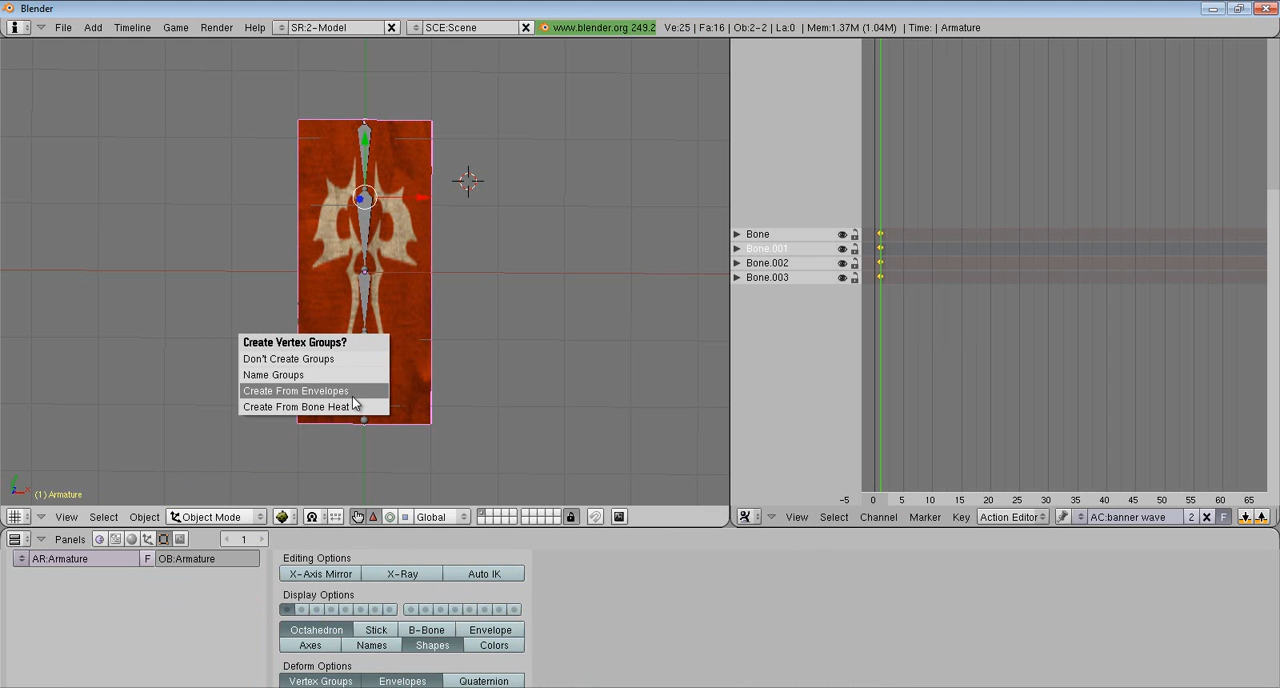 Blender
File Add Timeline Game Render Help SR:2-Model SCE:Scene www.blender.org 249.2 Ve:25 | Fa:16 | Ob:2-2 | La:0 | Mem:1.37M (1.04M) | Time: | Armature
Bone
Bone.001
Bone.002
Bone.003
Create Vertex Groups?
Don't Create Groups
Name Groups
Create From Envelopes
Create From Bone Heat
(1) Armature
-5 0 5 10 15 20 25 30 35 40 45 50 55 60 65
View Select Object Object Mode Global
View Select Channel Marker Key Action Editor AC:banner wave 2 F
Panels 1
AR:Armature F OB:Armature
Editing Options
X-Axis Mirror X-Ray Auto IK
Display Options
Octahedron Stick B-Bone Envelope
Axes Names Shapes Colors
Deform Options
Vertex Groups Envelopes Quaternion